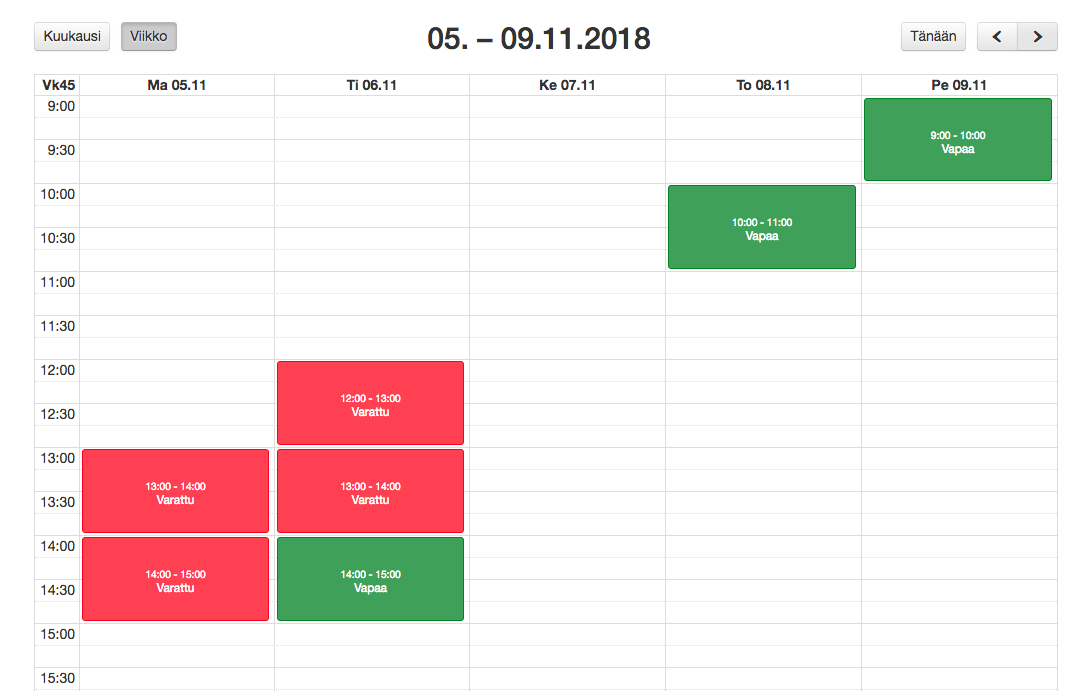 Kuukausi Viikko 05. – 09.11.2018 Tänään
Vk45 Ma 05.11 Ti 06.11 Ke 07.11 To 08.11 Pe 09.11
9:00
9:00 - 10:00
Vapaa
9:30
10:00
10:00 - 11:00
Vapaa
10:30
11:00
11:30
12:00
12:00 - 13:00
Varattu
12:30
13:00
13:00 - 14:00 13:00 - 14:00
Varattu Varattu
13:30
14:00
14:00 - 15:00 14:00 - 15:00
Varattu Vapaa
14:30
15:00
15:30